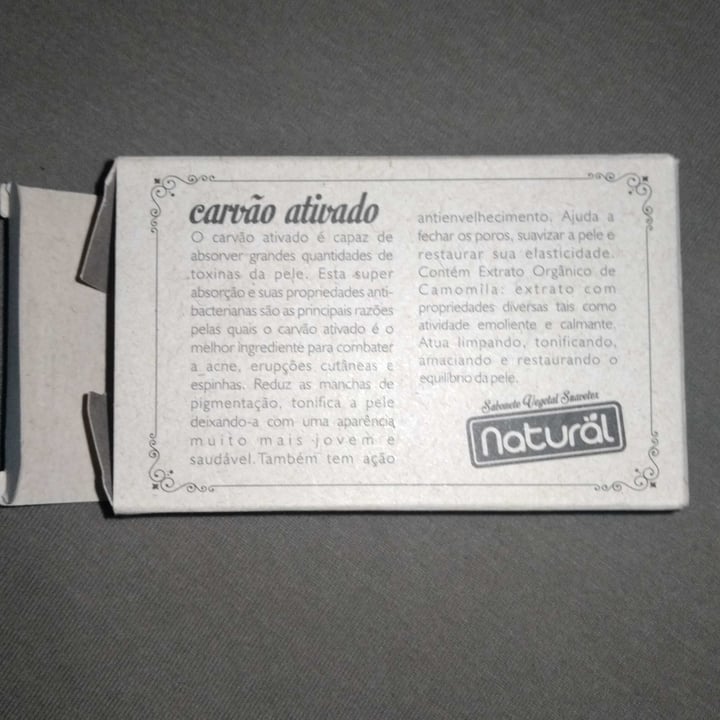 carvão ativado
O carvão ativado é capaz de
absorver grandes quantidades de
toxinas da pele. Esta super
absorção e suas propriedades anti-
bacterianas são as principais razões
pelas quais o carvão ativado é o
melhor ingrediente para combater
a acne, erupções cutâneas e
espinhas. Reduz as manchas de
pigmentação, tonifica a pele
deixando-a com uma aparência
muito mais jovem e
saudável. Também tem ação
antienvelhecimento. Ajuda a
fechar os poros, suavizar a pele e
restaurar sua elasticidade.
Contém Extrato Orgânico de
Camomila: extrato com
propriedades diversas tais como
atividade emoliente e calmante.
Atua limpando, tonificando,
amaciando e restaurando o
equilíbrio da pele.
Sabonete Vegetal Suavetex
naturäl